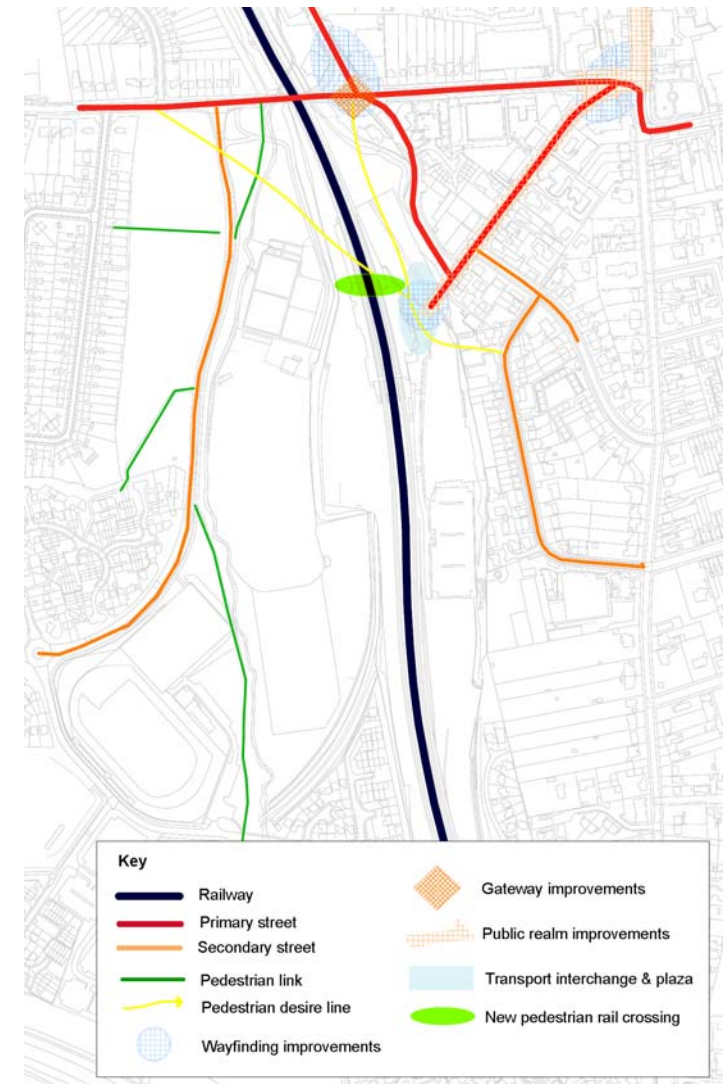 Key
Railway
Primary street
Secondary street
Pedestrian link
Pedestrian desire line
Wayfinding improvements
Gateway improvements
Public realm improvements
Transport interchange & plaza
New pedestrian rail crossing